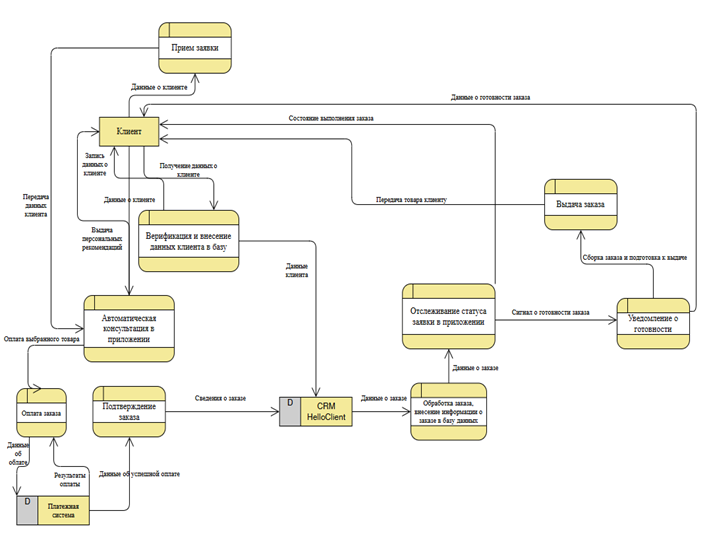 Прием заявки
Данные о клиенте
Данные о готовности заказа
Состояние выполнения заказа
Клиент
Запись
данных о
клиенте
Получение данных о
клиенте
Передача
данных
клиента
Данные о клиенте
Передача товара клиенту
Выдача заказа
Выдача
персональных
рекомендаций
Верификация и внесение
данных клиента в базу
Данные
клиента
Сборка заказа и подготовка к выдаче
Автоматическая
консультация в
приложении
Отслеживание статуса
заявки в приложении
Сигнал о готовности заказа
Уведомление о
готовности
Оплата выбранного товара
Данные о заказе
Оплата заказа
Подтверждение
заказа
Сведения о заказе
D
CRM
HelloClient
Данные о заказе
Обработка заказа,
внесение информации о
заказе в базу данных
Данные
об
облате
Результаты
оплаты
Данные об успешной оплате
D
Платежная
система